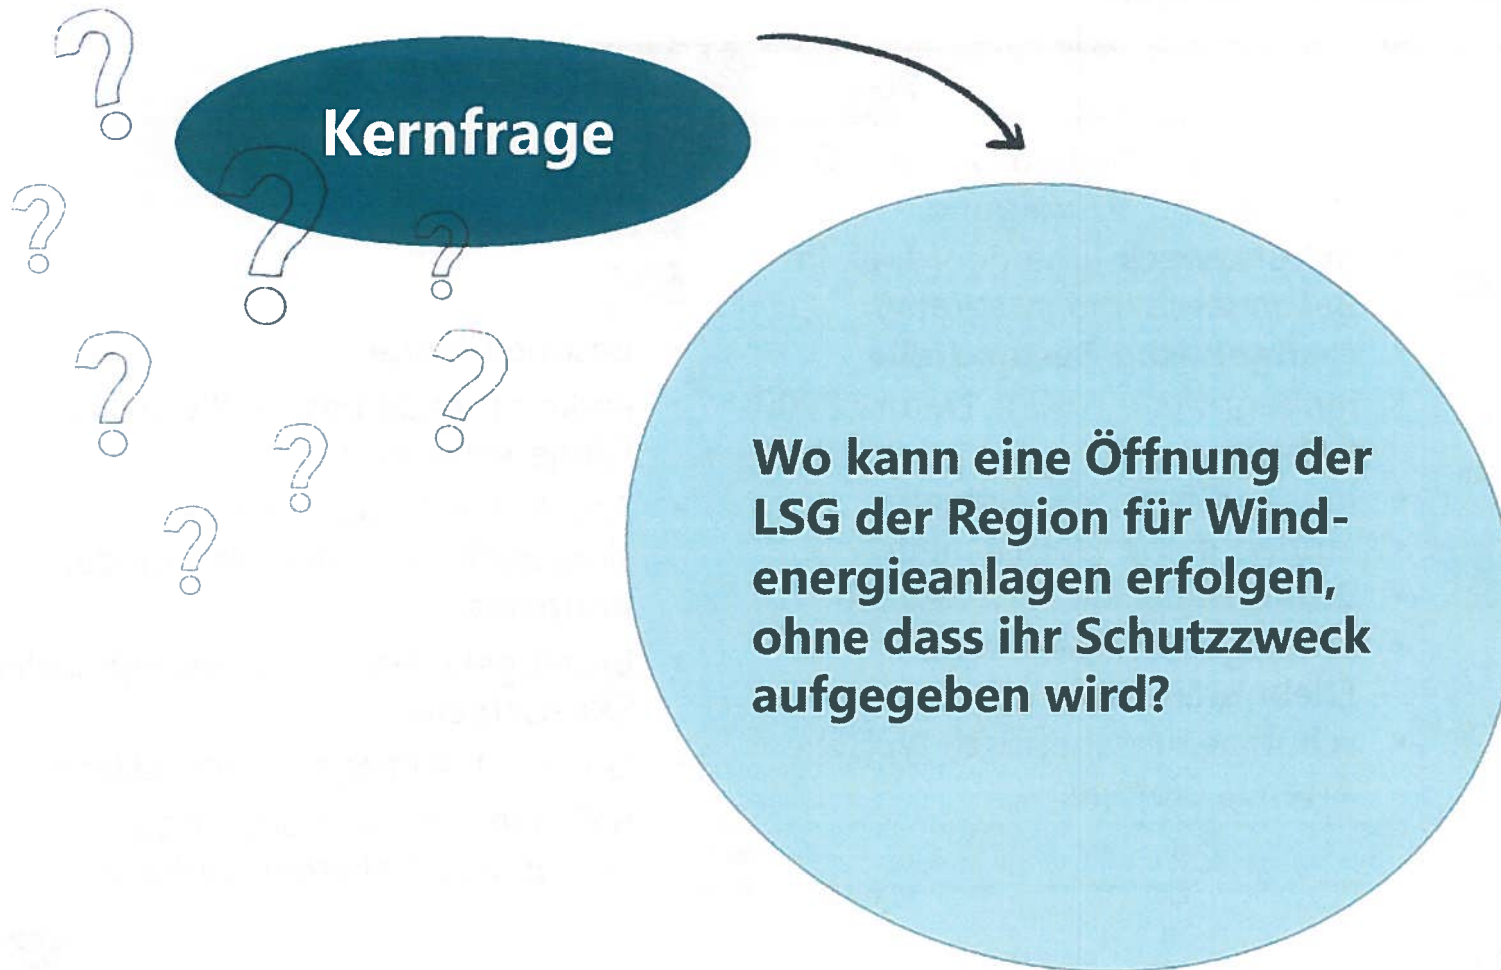 Kernfrage
Wo kann eine Öffnung der
LSG der Region für Wind-
energieanlagen erfolgen,
ohne dass ihr Schutzzweck
aufgegeben wird?